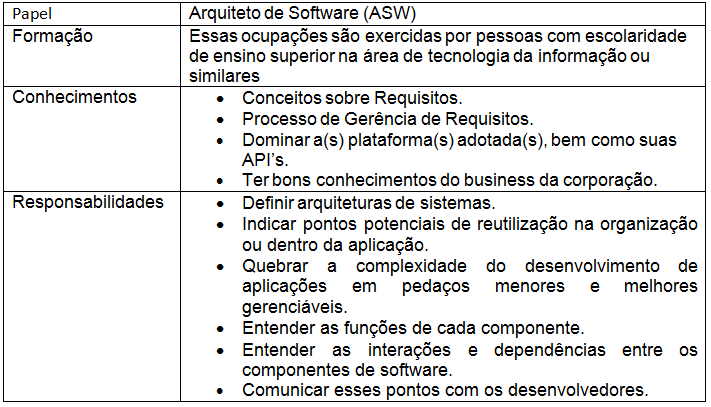 Papel Arquiteto de Software (ASW)
Formação Essas ocupações são exercidas por pessoas com escolaridade
de ensino superior na área de tecnologia da informação ou
similares
Conhecimentos • Conceitos sobre Requisitos.
• Processo de Gerência de Requisitos.
• Dominar a(s) plataforma(s) adotada(s), bem como suas
API's.
• Ter bons conhecimentos do business da corporação.
Responsabilidades • Definir arquiteturas de sistemas.
• Indicar pontos potenciais de reutilização na organização
ou dentro da aplicação.
• Quebrar a complexidade do desenvolvimento de
aplicações em pedaços menores e melhores
gerenciáveis.
• Entender as funções de cada componente.
• Entender as interações e dependências entre os
componentes de software.
• Comunicar esses pontos com os desenvolvedores.